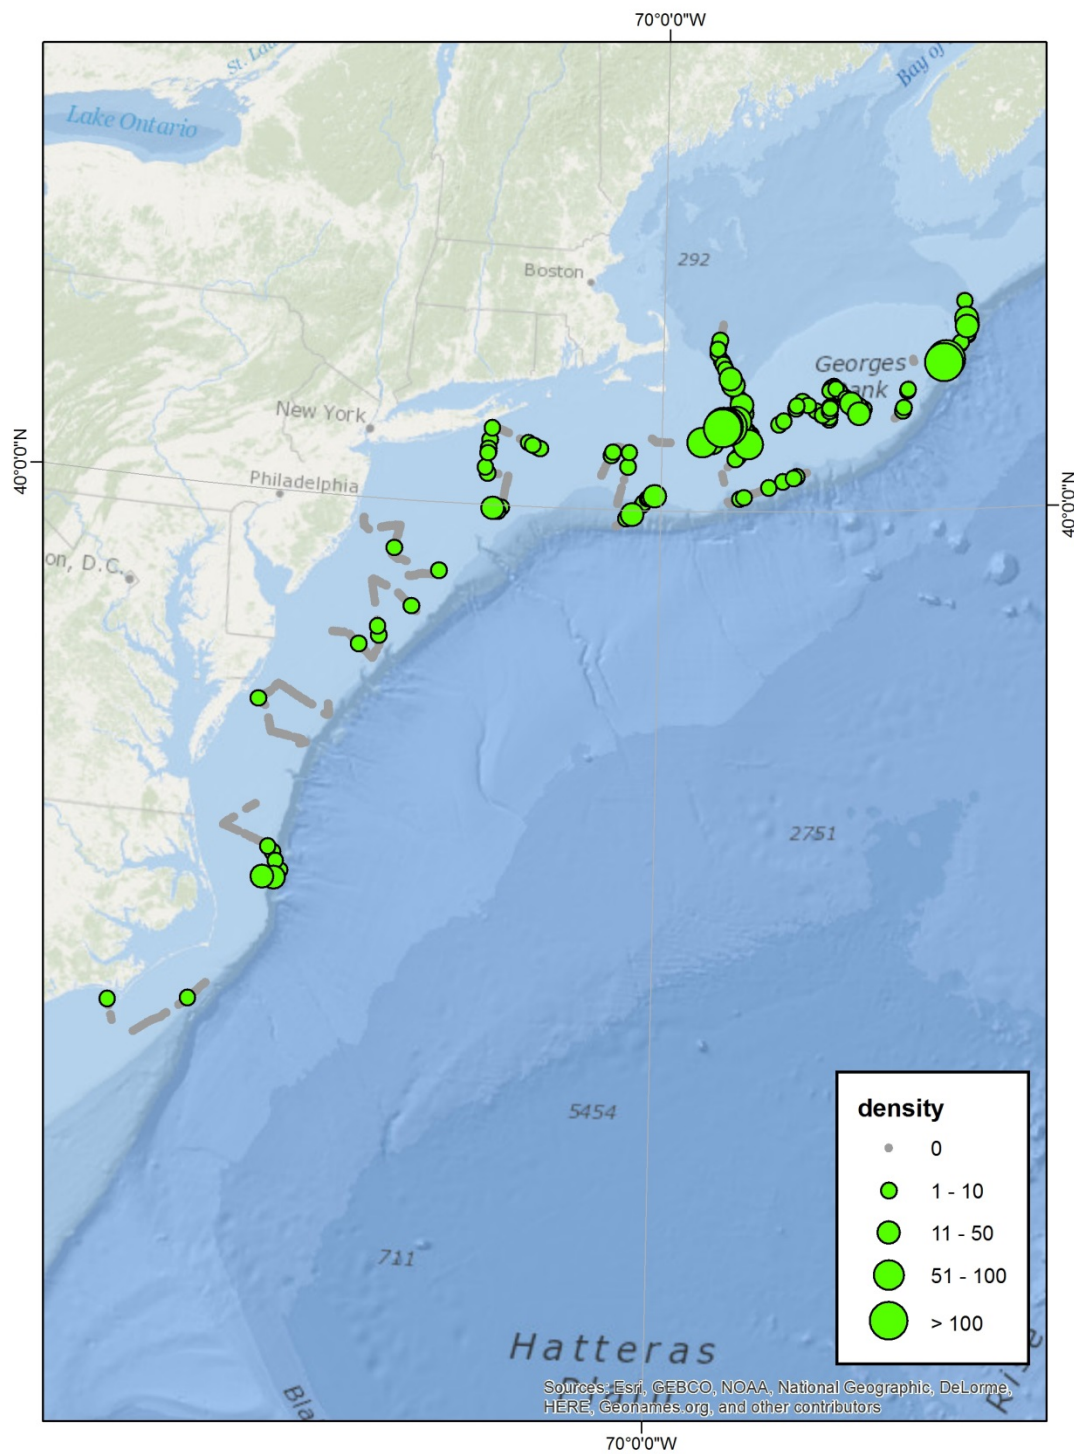 70°0'0"W
Bay of
Lake Ontario
292
Boston
Georges
ank
New York
40°0'0"N
Philadelphia
40°0'0"N
on, D.C.
2751
density
0
1 - 10
5454
11 - 50
51 - 100
711
> 100
Hatteras
Plain
Sources: Esri, GEBCO, NOAA, National Geographic, DeLorme,
HERE, Geonames.org, and other contributors
Bla
70°0'0"W